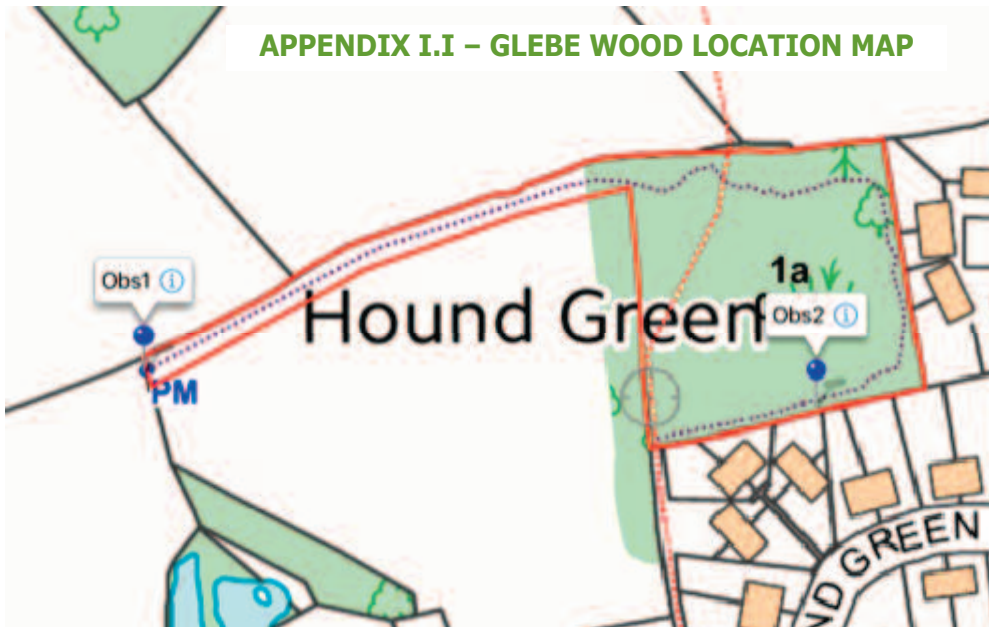 APPENDIX I.I – GLEBE WOOD LOCATION MAP
Obs1
1a
Hound Green
Obs2
PM
ND GREEN